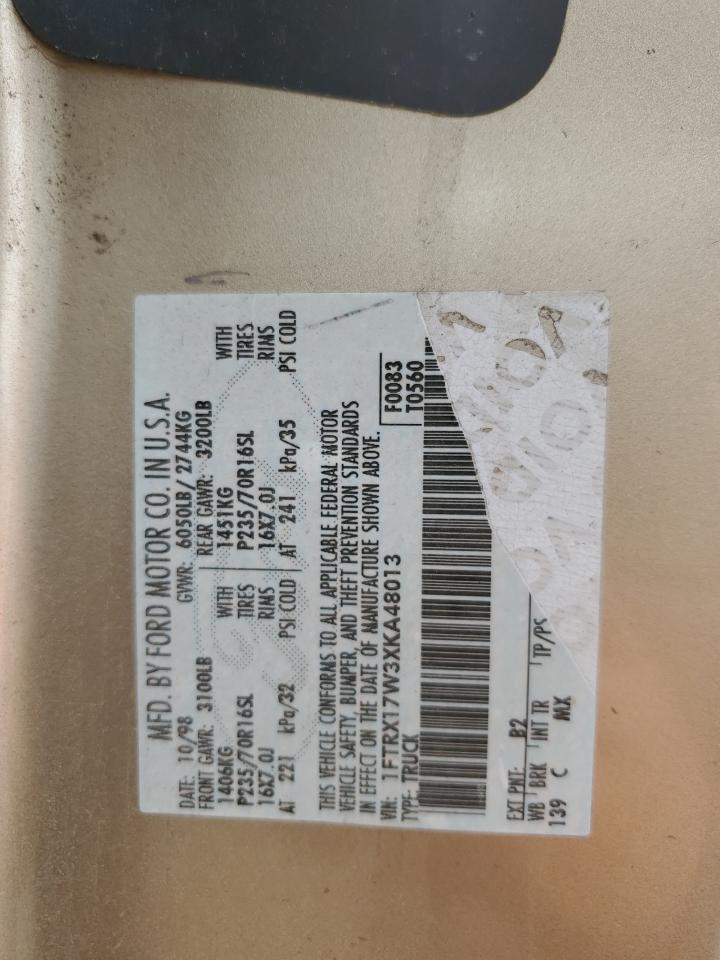 MFD. BY FORD MOTOR CO. IN U.S.A.
DATE: 10/98 GVWR: 6050LB/ 2744KG
FRONT GAWR: 3100LB REAR GAWR: 3200LB
1406KG WITH 1451KG WITH
P235/70R16SL TIRES P235/70R16SL TIRES
16X7.0J RIMS 16X7.0J RIMS
AT 221 kPa/32 PSI COLD AT 241 kPa/35 PSI COLD
THIS VEHICLE CONFORMS TO ALL APPLICABLE FEDERAL MOTOR
VEHICLE SAFETY, BUMPER, AND THEFT PREVENTION STANDARDS
IN EFFECT ON THE DATE OF MANUFACTURE SHOWN ABOVE.
VIN: 1FTRX17W3XKA48013 F0083
TYPE: TRUCK T0560
EXT PNT: B2
WB BRK INT TR TP/PS
139 C MX